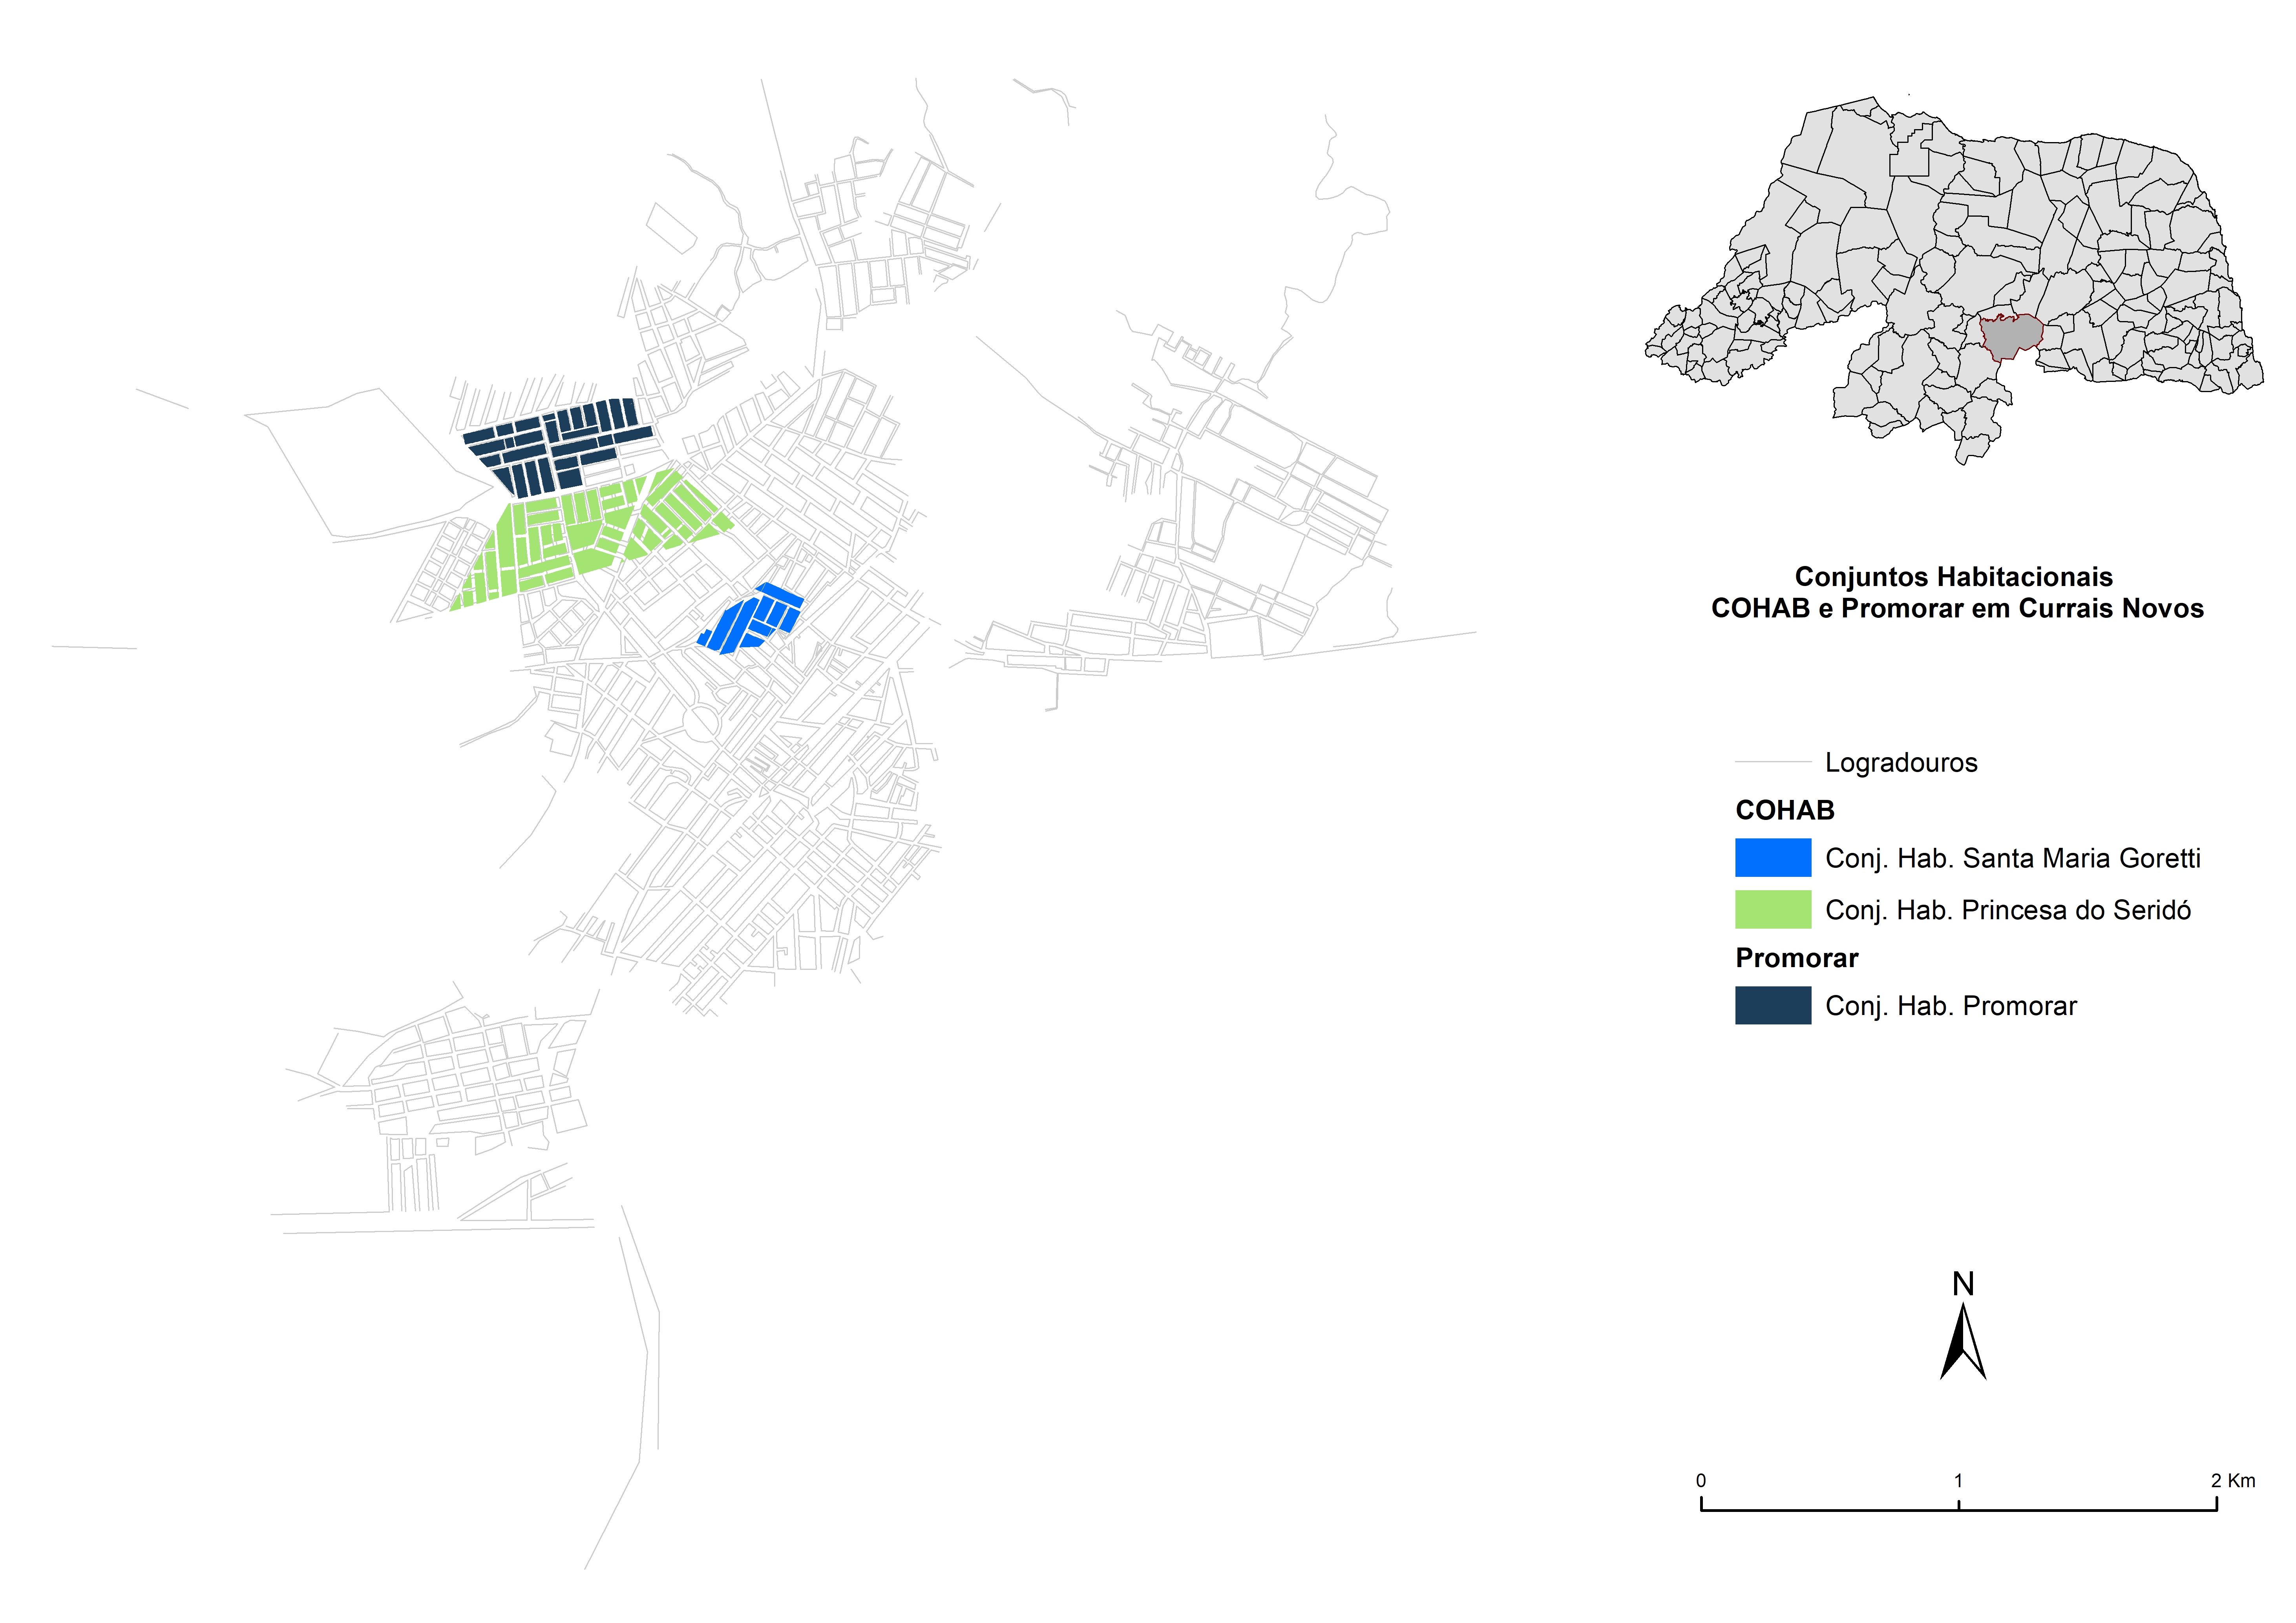 Conjuntos Habitacionais
COHAB e Promorar em Currais Novos
Logradouros
COHAB
Conj. Hab. Santa Maria Goretti
Conj. Hab. Princesa do Seridó
Promorar
Conj. Hab. Promorar
N
0 1 2 Km